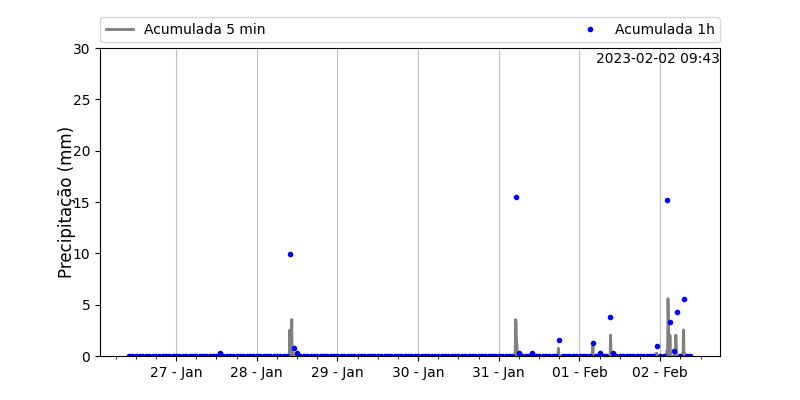 Acumulada 5 min
Acumulada 1h
2023-02-02 09:43
Precipitação (mm)
30
25
20
15
10
5
0
27 - Jan
28 - Jan
29 - Jan
30 - Jan
31 - Jan
01 - Feb
02 - Feb